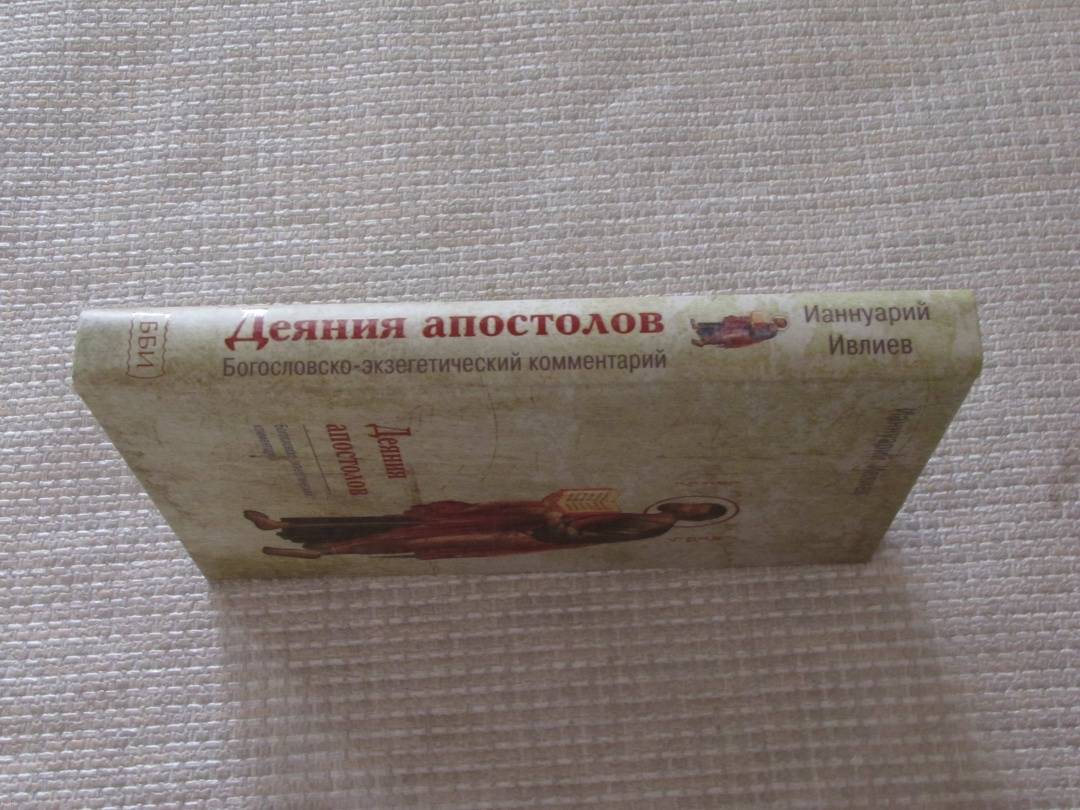 ББИ
Деяния апостолов
Богословско-экзегетический комментарий
Ианнуарий
Ивлиев
Деяния
апостолов